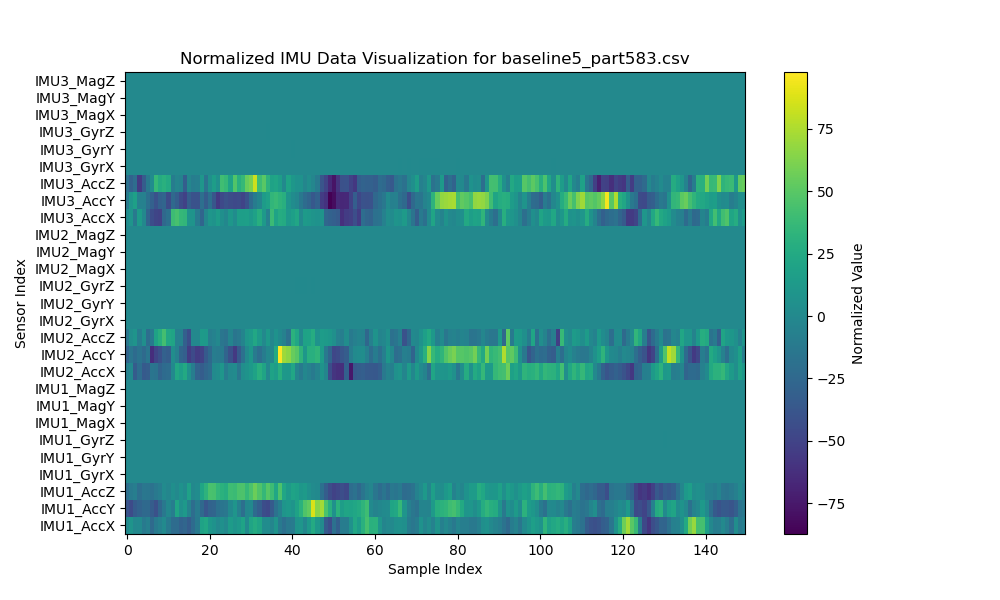 Normalized IMU Data Visualization for baseline5_part583.csv
IMU3_MagZ
IMU3_MagY
IMU3_MagX
IMU3_GyrZ
IMU3_GyrY
IMU3_GyrX
IMU3_AccZ
IMU3_AccY
IMU3_AccX
IMU2_MagZ
IMU2_MagY
IMU2_MagX
IMU2_GyrZ
IMU2_GyrY
IMU2_GyrX
IMU2_AccZ
IMU2_AccY
IMU2_AccX
IMU1_MagZ
IMU1_MagY
IMU1_MagX
IMU1_GyrZ
IMU1_GyrY
IMU1_GyrX
IMU1_AccZ
IMU1_AccY
IMU1_AccX
Sensor Index
0 20 40 60 80 100 120 140
Sample Index
75
50
25
0
−25
−50
−75
Normalized Value